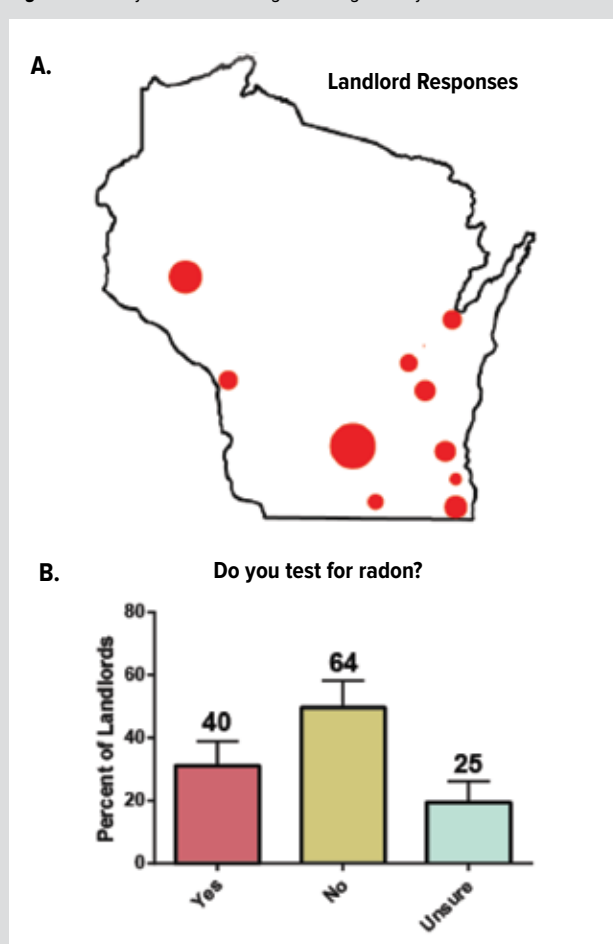 A.
Landlord Responses
B.
Do you test for radon?
Percent of Landlords
80
60
40
20
0
40
64
25
Yes
No
Unsure